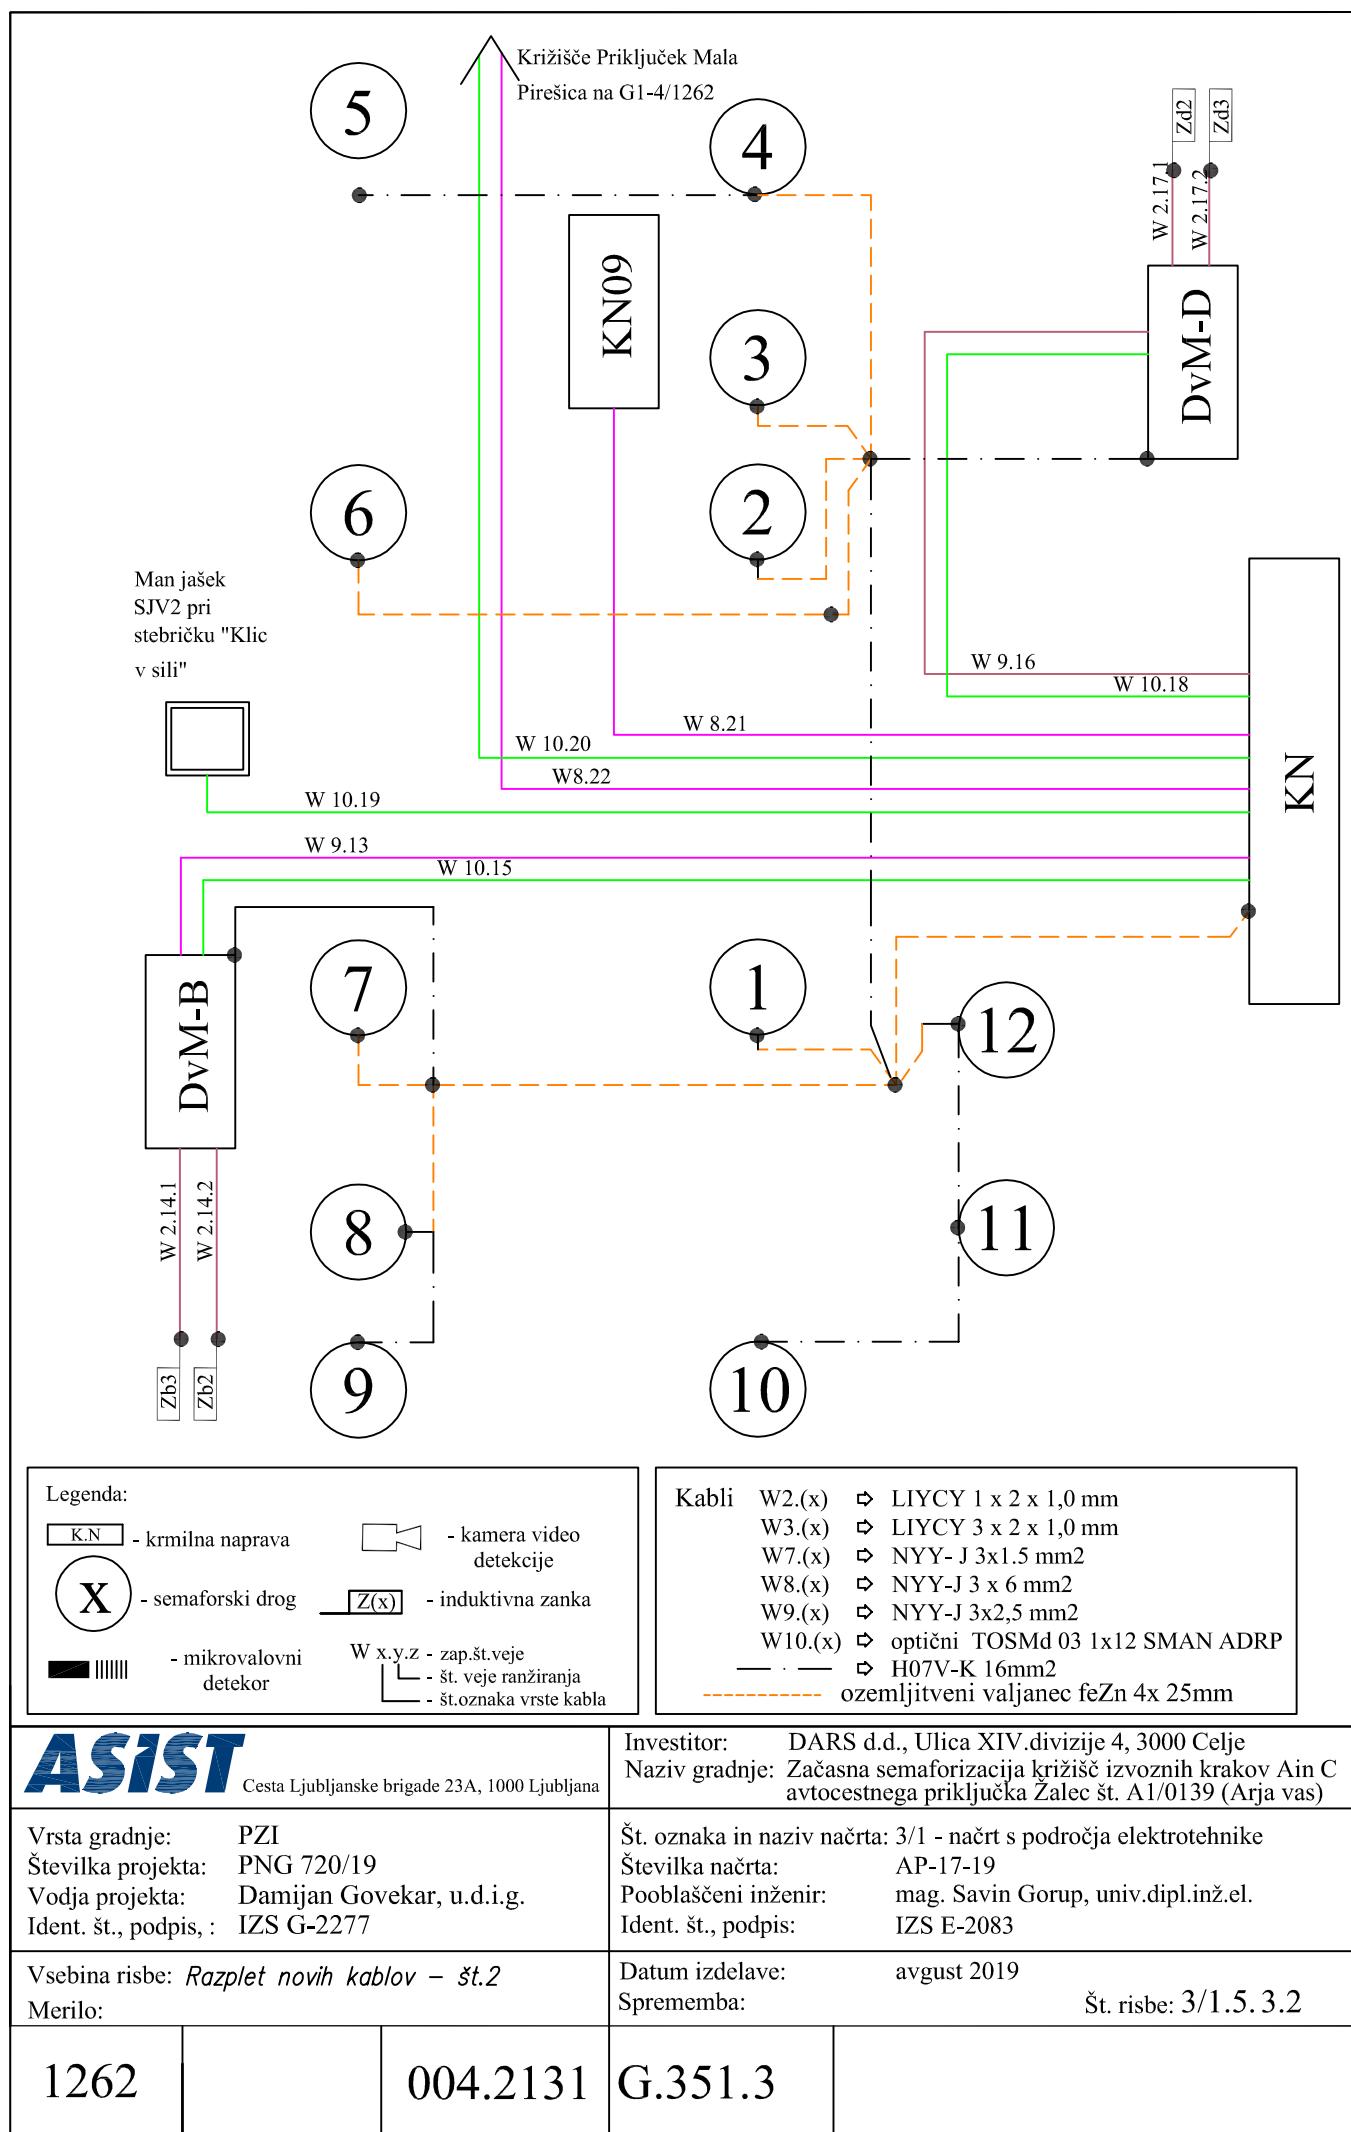 Križišče Priključek Mala
Pirešica na G1-4/1262
5
4
Zd2
Zd3
W 2.17.1
W 2.17.2
KN09
DvM-D
3
6
2
Man jašek
SJV2 pri
stebričku "Klic
v sili"
W 9.16
W 10.18
W 8.21
W 10.20
W8.22
W 10.19
KN
W 9.13
W 10.15
DvM-B
7
1
12
W 2.14.1
W 2.14.2
8
11
Zb3
Zb2
9
10
Legenda:
K.N - krmilna naprava
- kamera video
detekcije
X - semaforski drog
Z(x) - induktivna zanka
- mikrovalovni
detekor
W x.y.z - zap.št.veje
- št. veje ranžiranja
- št.oznaka vrste kabla
Kabli W2.(x) ⇨ LIYCY 1 x 2 x 1,0 mm
W3.(x) ⇨ LIYCY 3 x 2 x 1,0 mm
W7.(x) ⇨ NYY- J 3x1.5 mm2
W8.(x) ⇨ NYY-J 3 x 6 mm2
W9.(x) ⇨ NYY-J 3x2,5 mm2
W10.(x) ⇨ optični TOSMd 03 1x12 SMAN ADRP
⇨ H07V-K 16mm2
ozemljitveni valjanec feZn 4x 25mm
ASIST Cesta Ljubljanske brigade 23A, 1000 Ljubljana
Investitor: DARS d.d., Ulica XIV.divizije 4, 3000 Celje
Naziv gradnje: Začasna semaforizacija križišč izvoznih krakov Ain C
avtocestnega priključka Žalec št. A1/0139 (Arja vas)
Vrsta gradnje: PZI
Številka projekta: PNG 720/19
Vodja projekta: Damijan Govekar, u.d.i.g.
Ident. št., podpis, : IZS G-2277
Št. oznaka in naziv načrta: 3/1 - načrt s področja elektrotehnike
Številka načrta: AP-17-19
Pooblaščeni inženir: mag. Savin Gorup, univ.dipl.inž.el.
Ident. št., podpis: IZS E-2083
Vsebina risbe: Razplet novih kablov – št.2
Merilo:
Datum izdelave: avgust 2019
Sprememba:
Št. risbe: 3/1.5.3.2
1262
004.2131
G.351.3